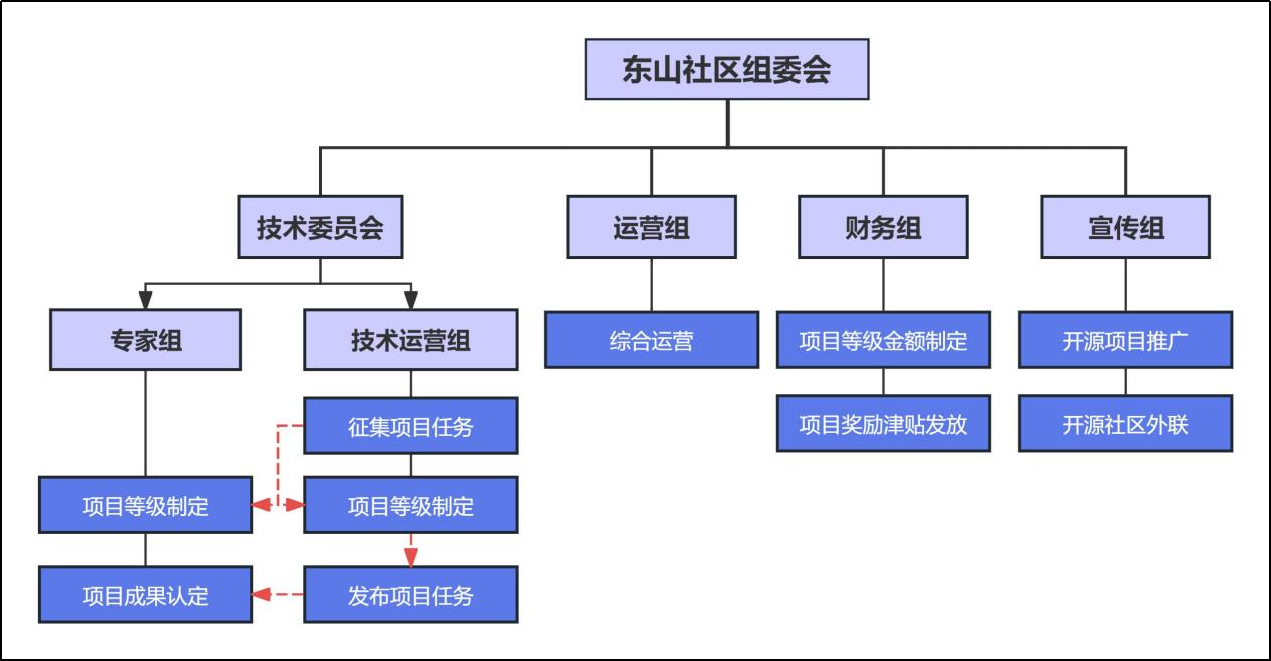 东山社区组委会
技术委员会
运营组
财务组
宣传组
专家组
技术运营组
综合运营
项目等级金额制定
开源项目推广
征集项目任务
项目奖励津贴发放
开源社区外联
项目等级制定
项目等级制定
项目成果认定
发布项目任务